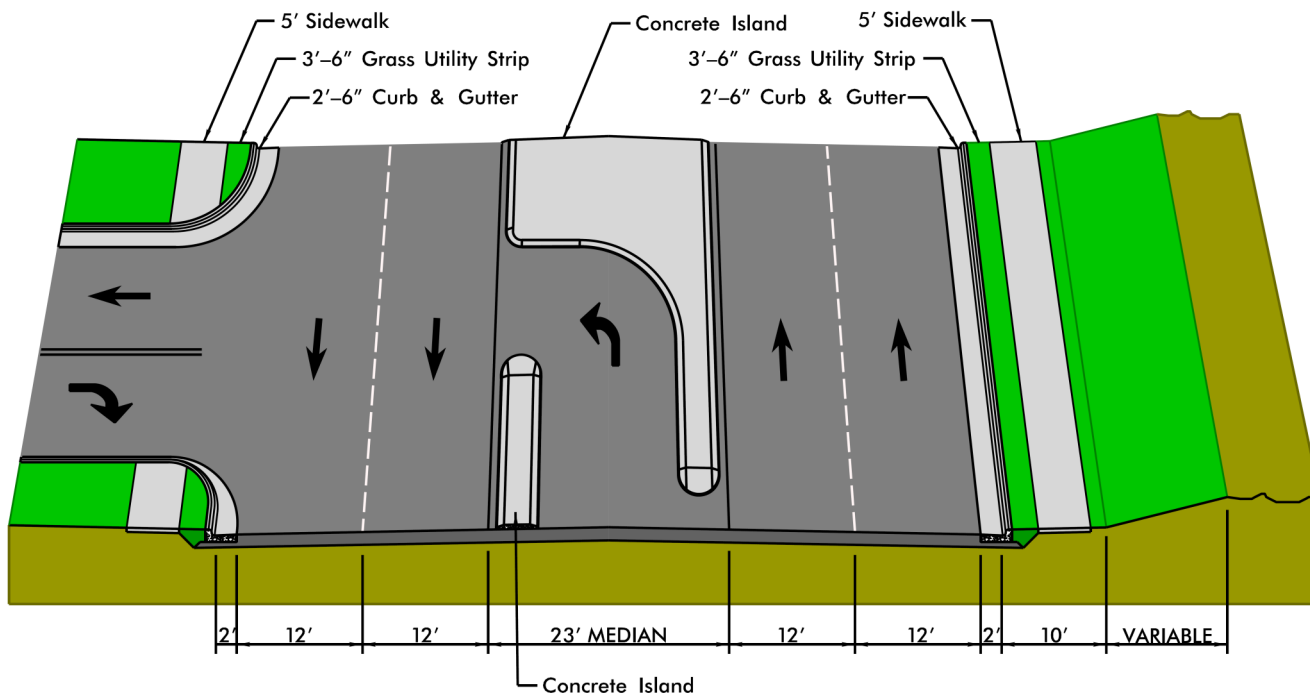 5’ Sidewalk
3’–6” Grass Utility Strip
2’–6” Curb & Gutter
Concrete Island
5’ Sidewalk
3’–6” Grass Utility Strip
2’–6” Curb & Gutter
2’ 12’ 12’ 23’ MEDIAN 12’ 12’ 2’ 10’ VARIABLE
Concrete Island